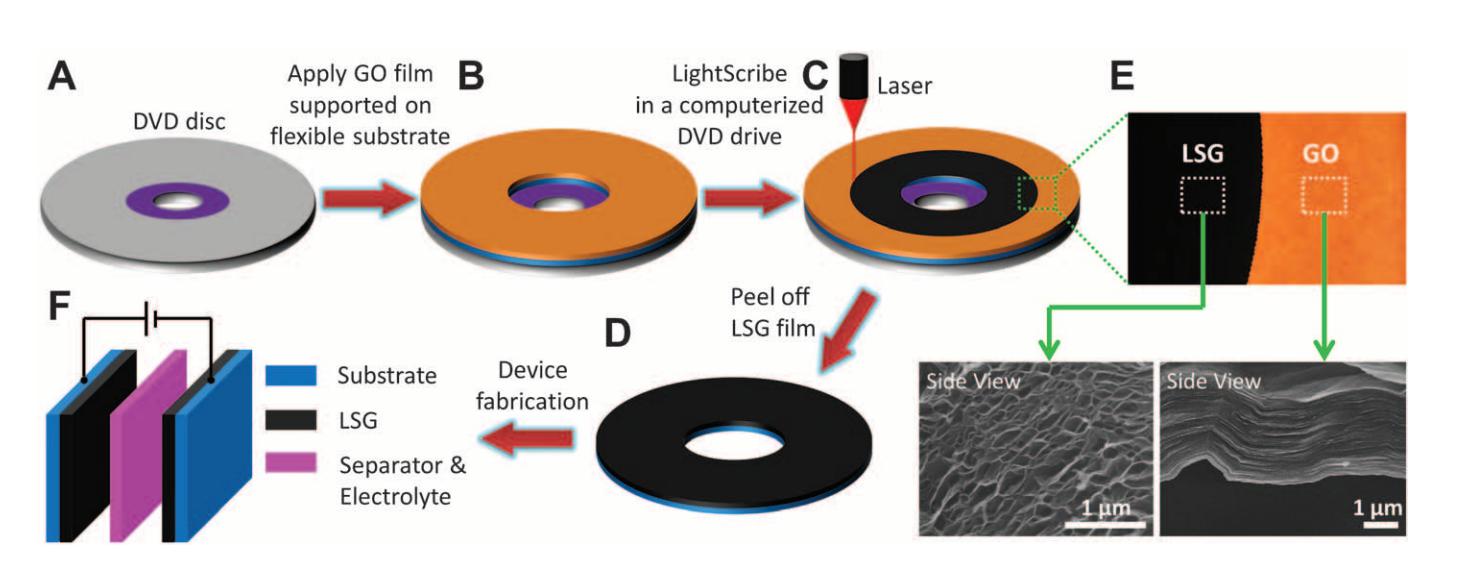 A
DVD disc
Apply GO film
supported on
flexible substrate
B
LightScribe
in a computerized
DVD drive
C
Laser
E
LSG
GO
Peel off
LSG film
D
Device
fabrication
F
Substrate
LSG
Separator &
Electrolyte
Side View
1 µm
Side View
1 µm